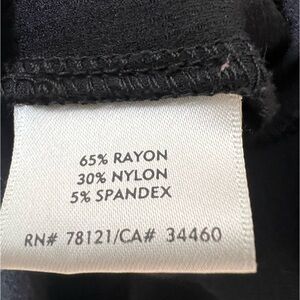 65% RAYON
30% NYLON
5% SPANDEX
RN# 78121/CA# 34460